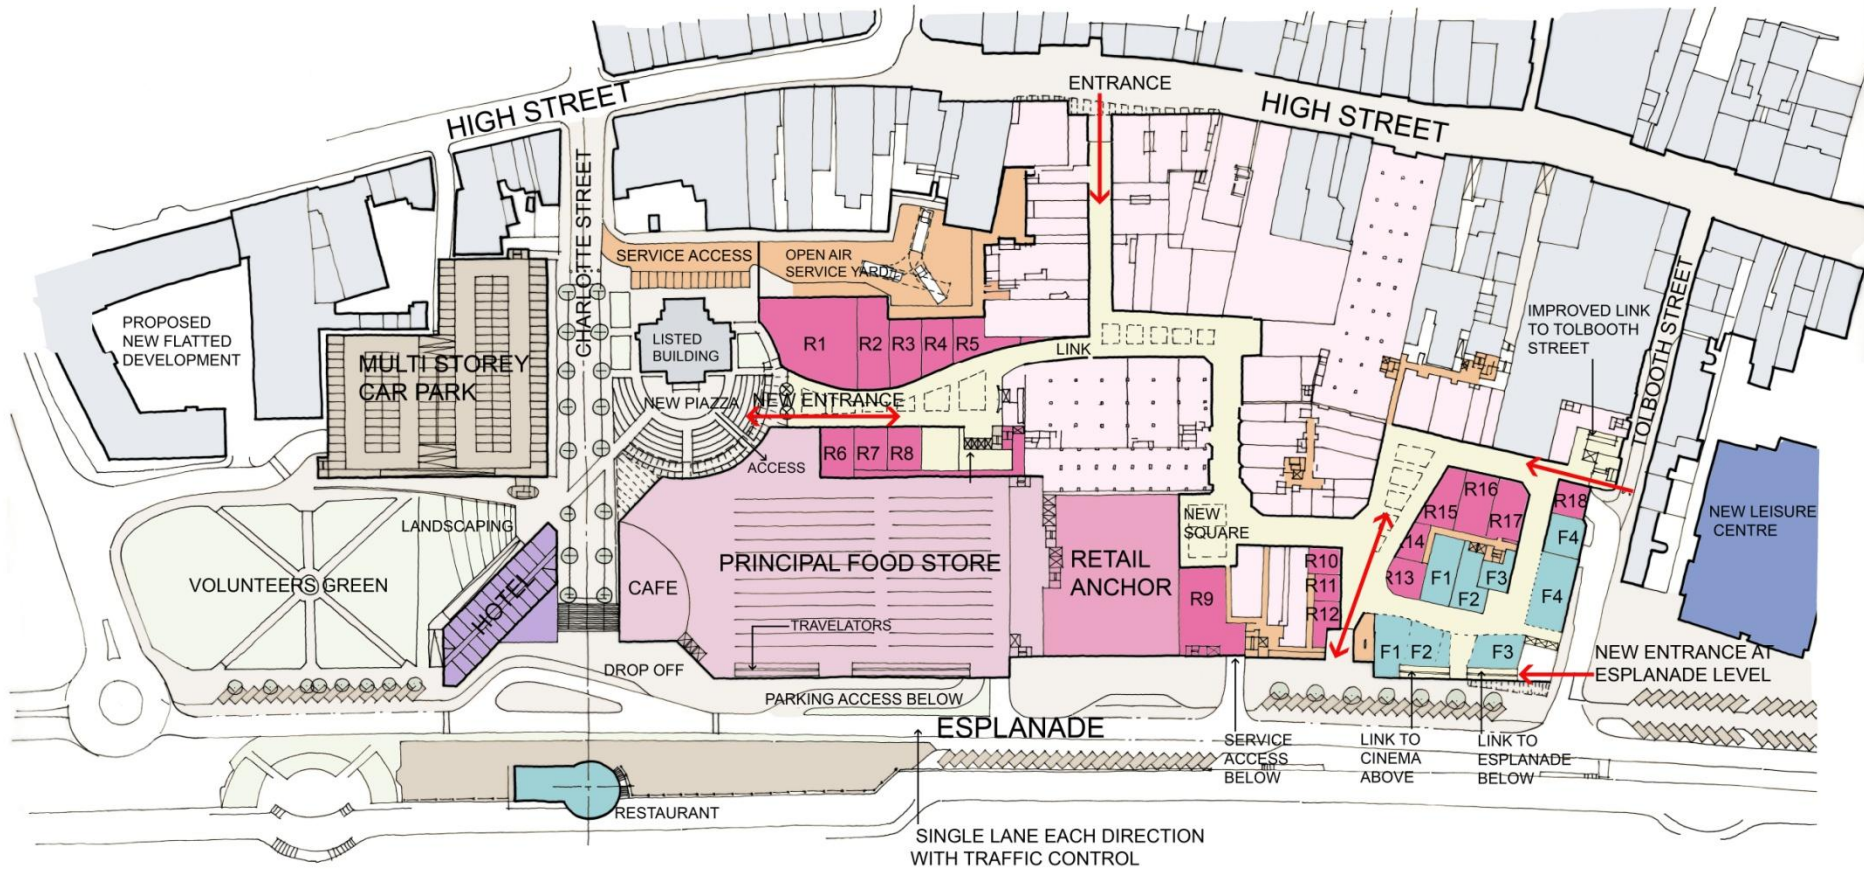 ENTRANCE
HIGH STREET
HIGH STREET
CHARLOTTE STREET
SERVICE ACCESS
OPEN AIR
SERVICE YARD
PROPOSED
NEW FLATTED
DEVELOPMENT
LISTED
BUILDING
IMPROVED LINK
TO TOLBOOTH
STREET
TOLBOOTH STREET
MULTI STOREY
CAR PARK
R1
R2
R3
R4
R5
LINK
NEW PIAZZA
NEW ENTRANCE
ACCESS
R6
R7
R8
R16
R15
R17
R18
R14
R13
NEW LEISURE
CENTRE
LANDSCAPING
NEW
SQUARE
F4
VOLUNTEERS GREEN
HOTEL
CAFE
PRINCIPAL FOOD STORE
RETAIL
ANCHOR
R9
R10
R11
R12
F1
F2
F3
F4
TRAVELATORS
F1
F2
F3
NEW ENTRANCE AT
ESPLANADE LEVEL
DROP OFF
PARKING ACCESS BELOW
ESPLANADE
SERVICE
ACCESS
BELOW
LINK TO
CINEMA
ABOVE
LINK TO
ESPLANADE
BELOW
RESTAURANT
SINGLE LANE EACH DIRECTION
WITH TRAFFIC CONTROL